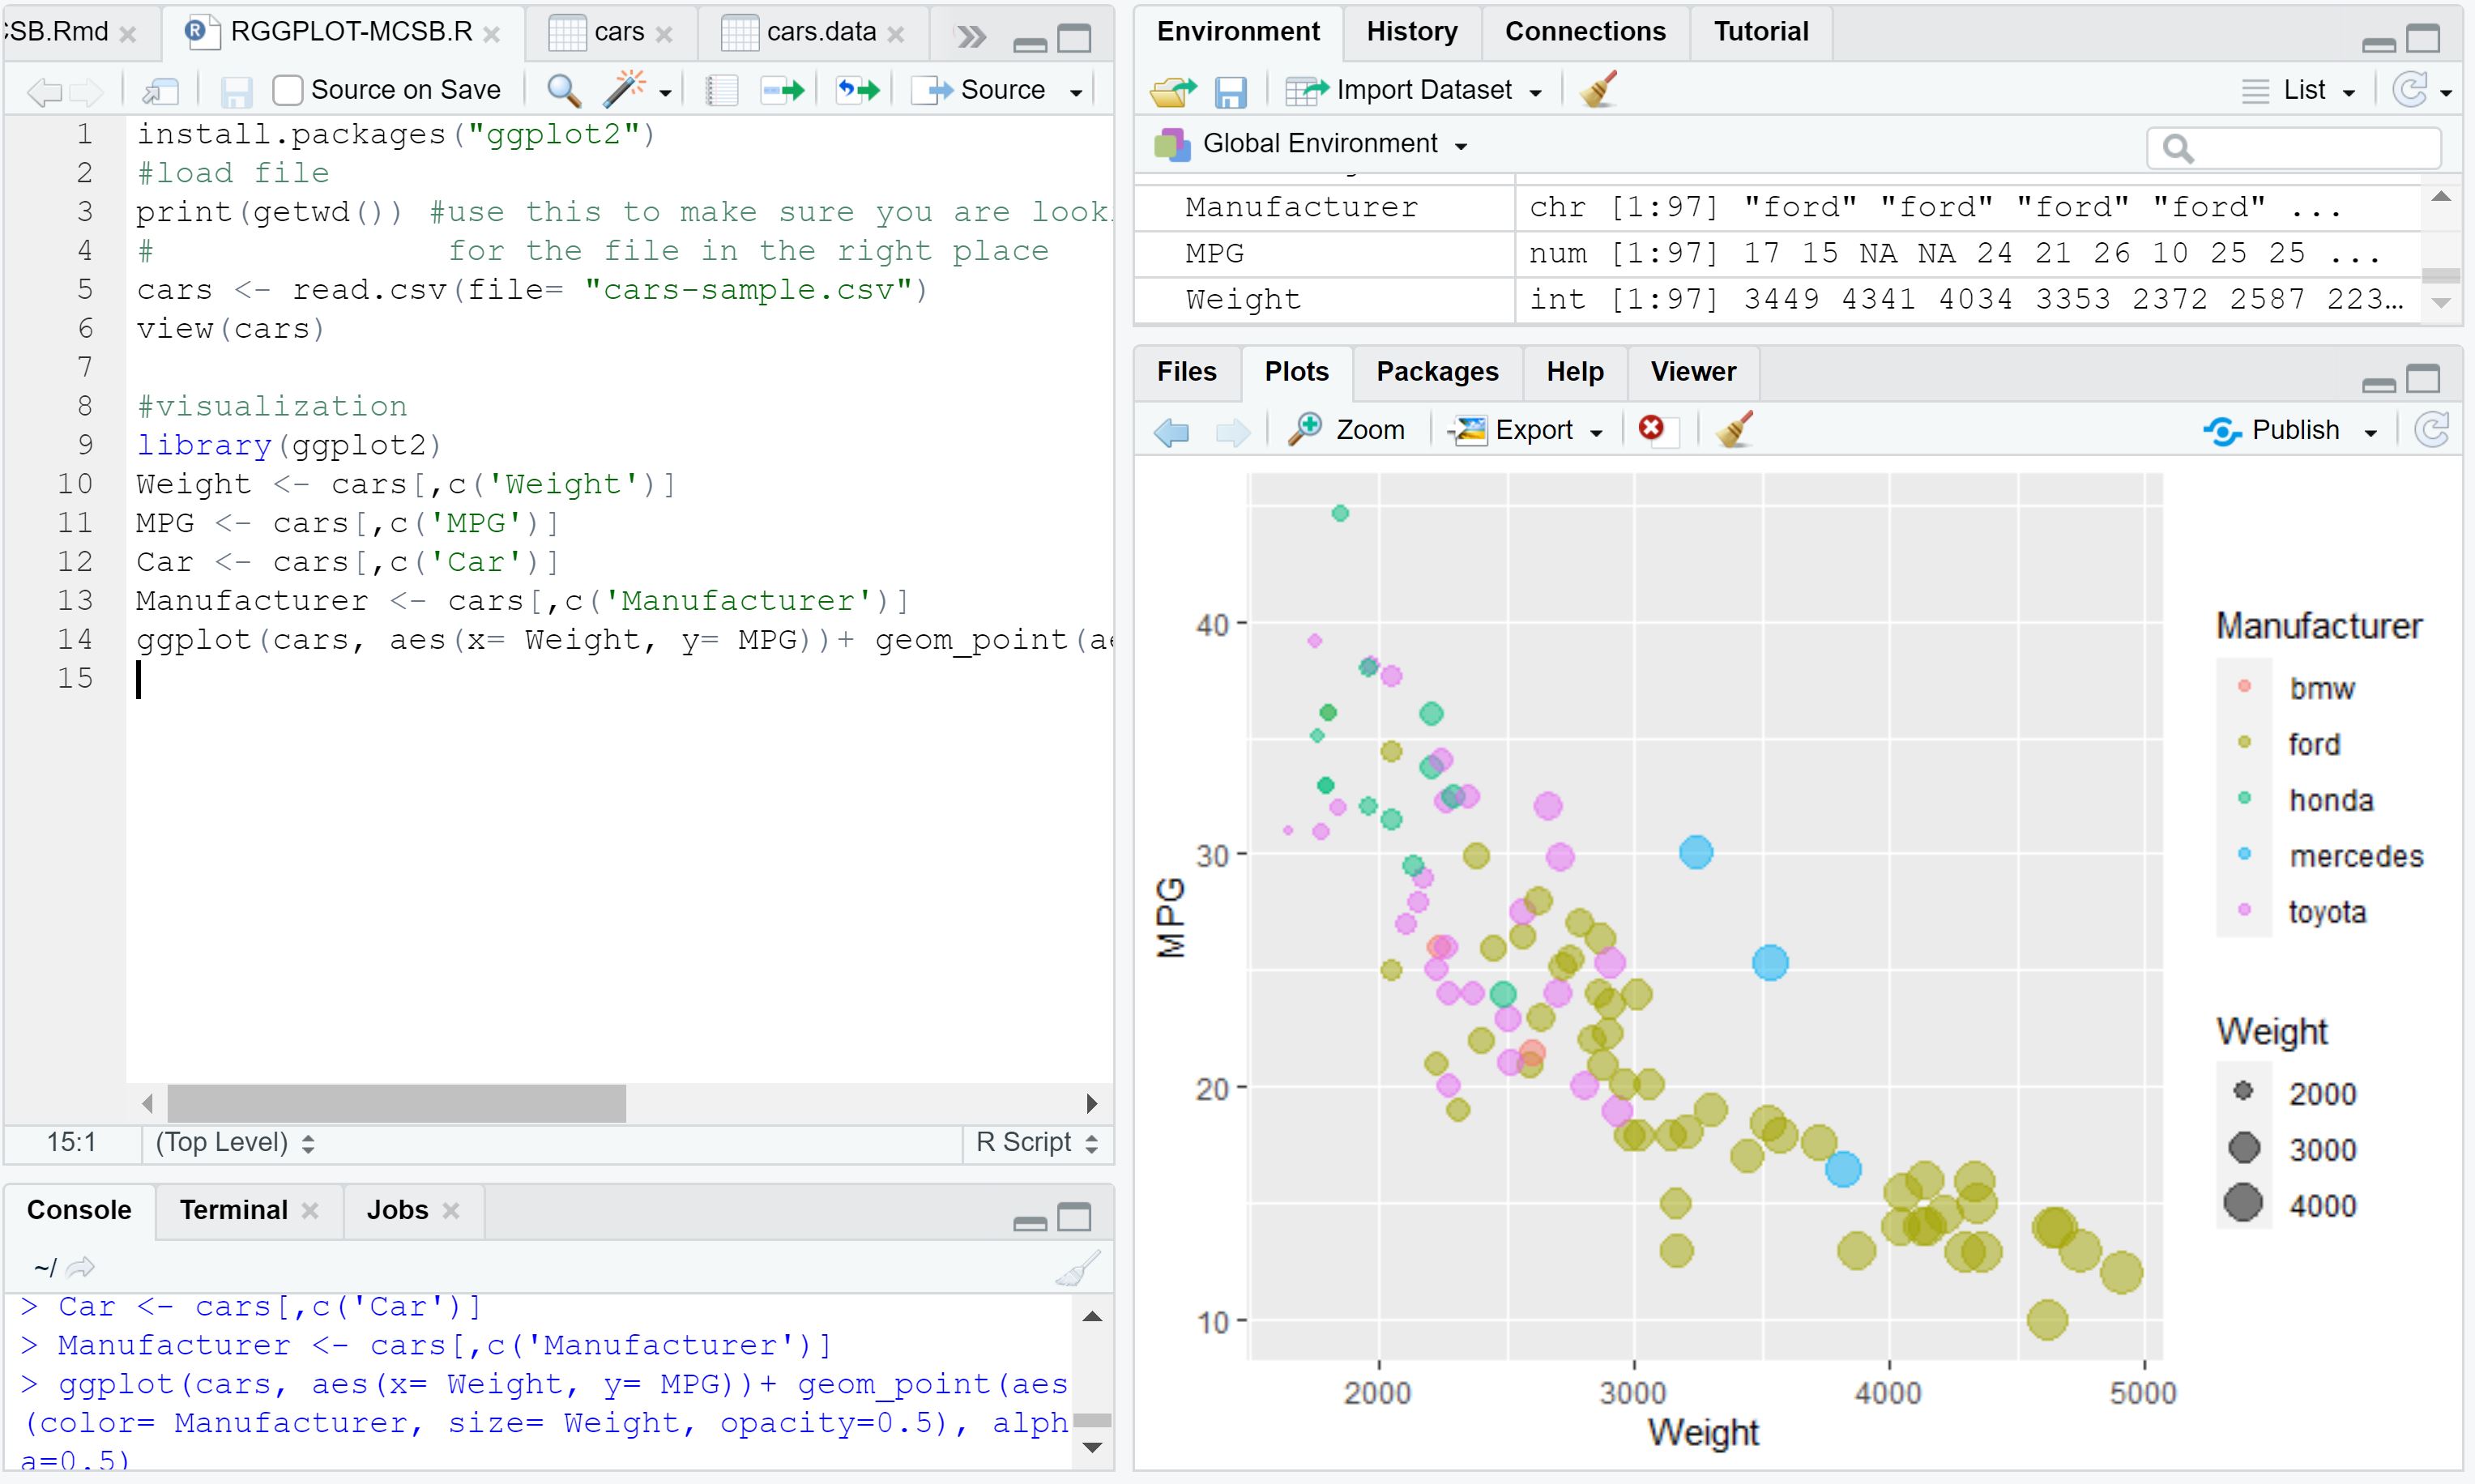 SB.Rmd RGGPLOT-MCSB.R cars cars.data
Source on Save Source
1 install.packages("ggplot2")
2 #load file
3 print(getwd()) #use this to make sure you are look
4 # for the file in the right place
5 cars <- read.csv(file= "cars-sample.csv")
6 view(cars)
7
8 #visualization
9 library(ggplot2)
10 Weight <- cars[,c('Weight')]
11 MPG <- cars[,c('MPG')]
12 Car <- cars[,c('Car')]
13 Manufacturer <- cars[,c('Manufacturer')]
14 ggplot(cars, aes(x= Weight, y= MPG))+ geom_point(ae
15
15:1 (Top Level) R Script
Console Terminal Jobs
~/
> Car <- cars[,c('Car')]
> Manufacturer <- cars[,c('Manufacturer')]
> ggplot(cars, aes(x= Weight, y= MPG))+ geom_point(aes
(color= Manufacturer, size= Weight, opacity=0.5), alph
a=0.5)
Environment History Connections Tutorial
Import Dataset List
Global Environment
Manufacturer chr [1:97] "ford" "ford" "ford" "ford" ...
MPG num [1:97] 17 15 NA NA 24 21 26 10 25 25 ...
Weight int [1:97] 3449 4341 4034 3353 2372 2587 223…
Files Plots Packages Help Viewer
Zoom Export Publish
40
30
20
10
MPG
2000 3000 4000 5000
Weight
Manufacturer
bmw
ford
honda
mercedes
toyota
Weight
2000
3000
4000